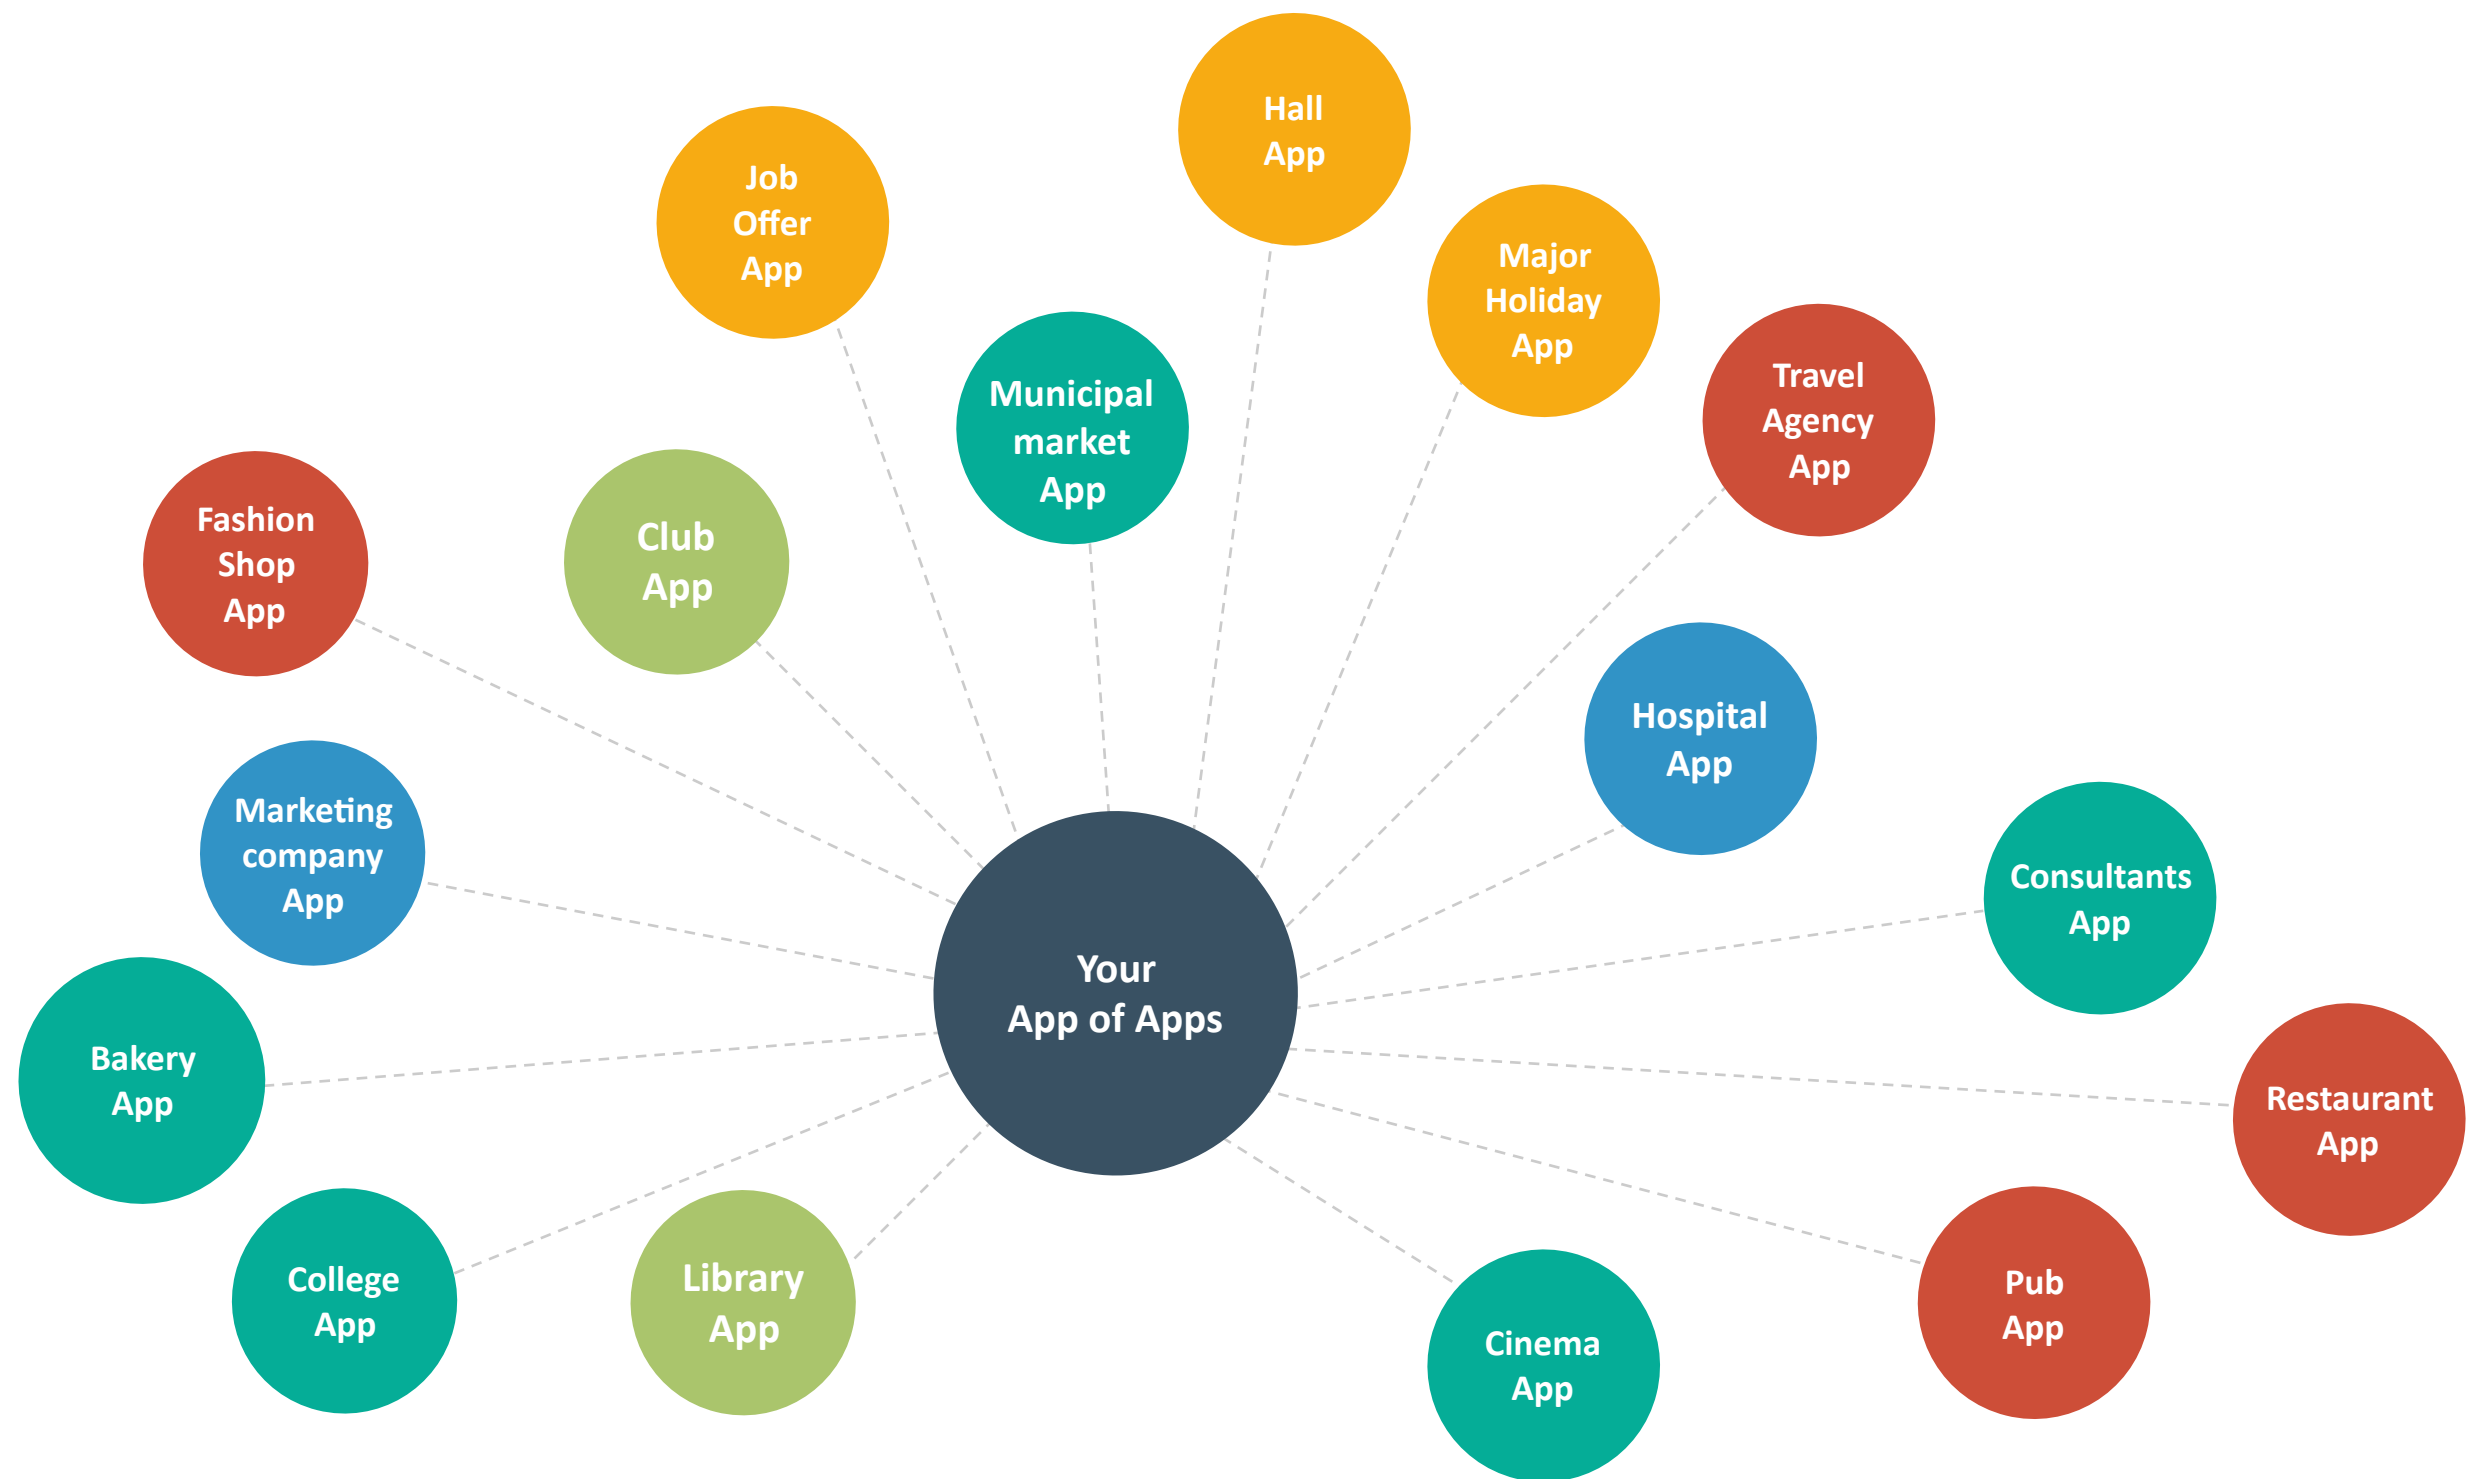 Hall
App
Job
Offer
App
Major
Holiday
App
Municipal
market
App
Travel
Agency
App
Fashion
Shop
App
Club
App
Hospital
App
Marketing
company
App
Consultants
App
Your
App of Apps
Bakery
App
Restaurant
App
College
App
Library
App
Pub
App
Cinema
App